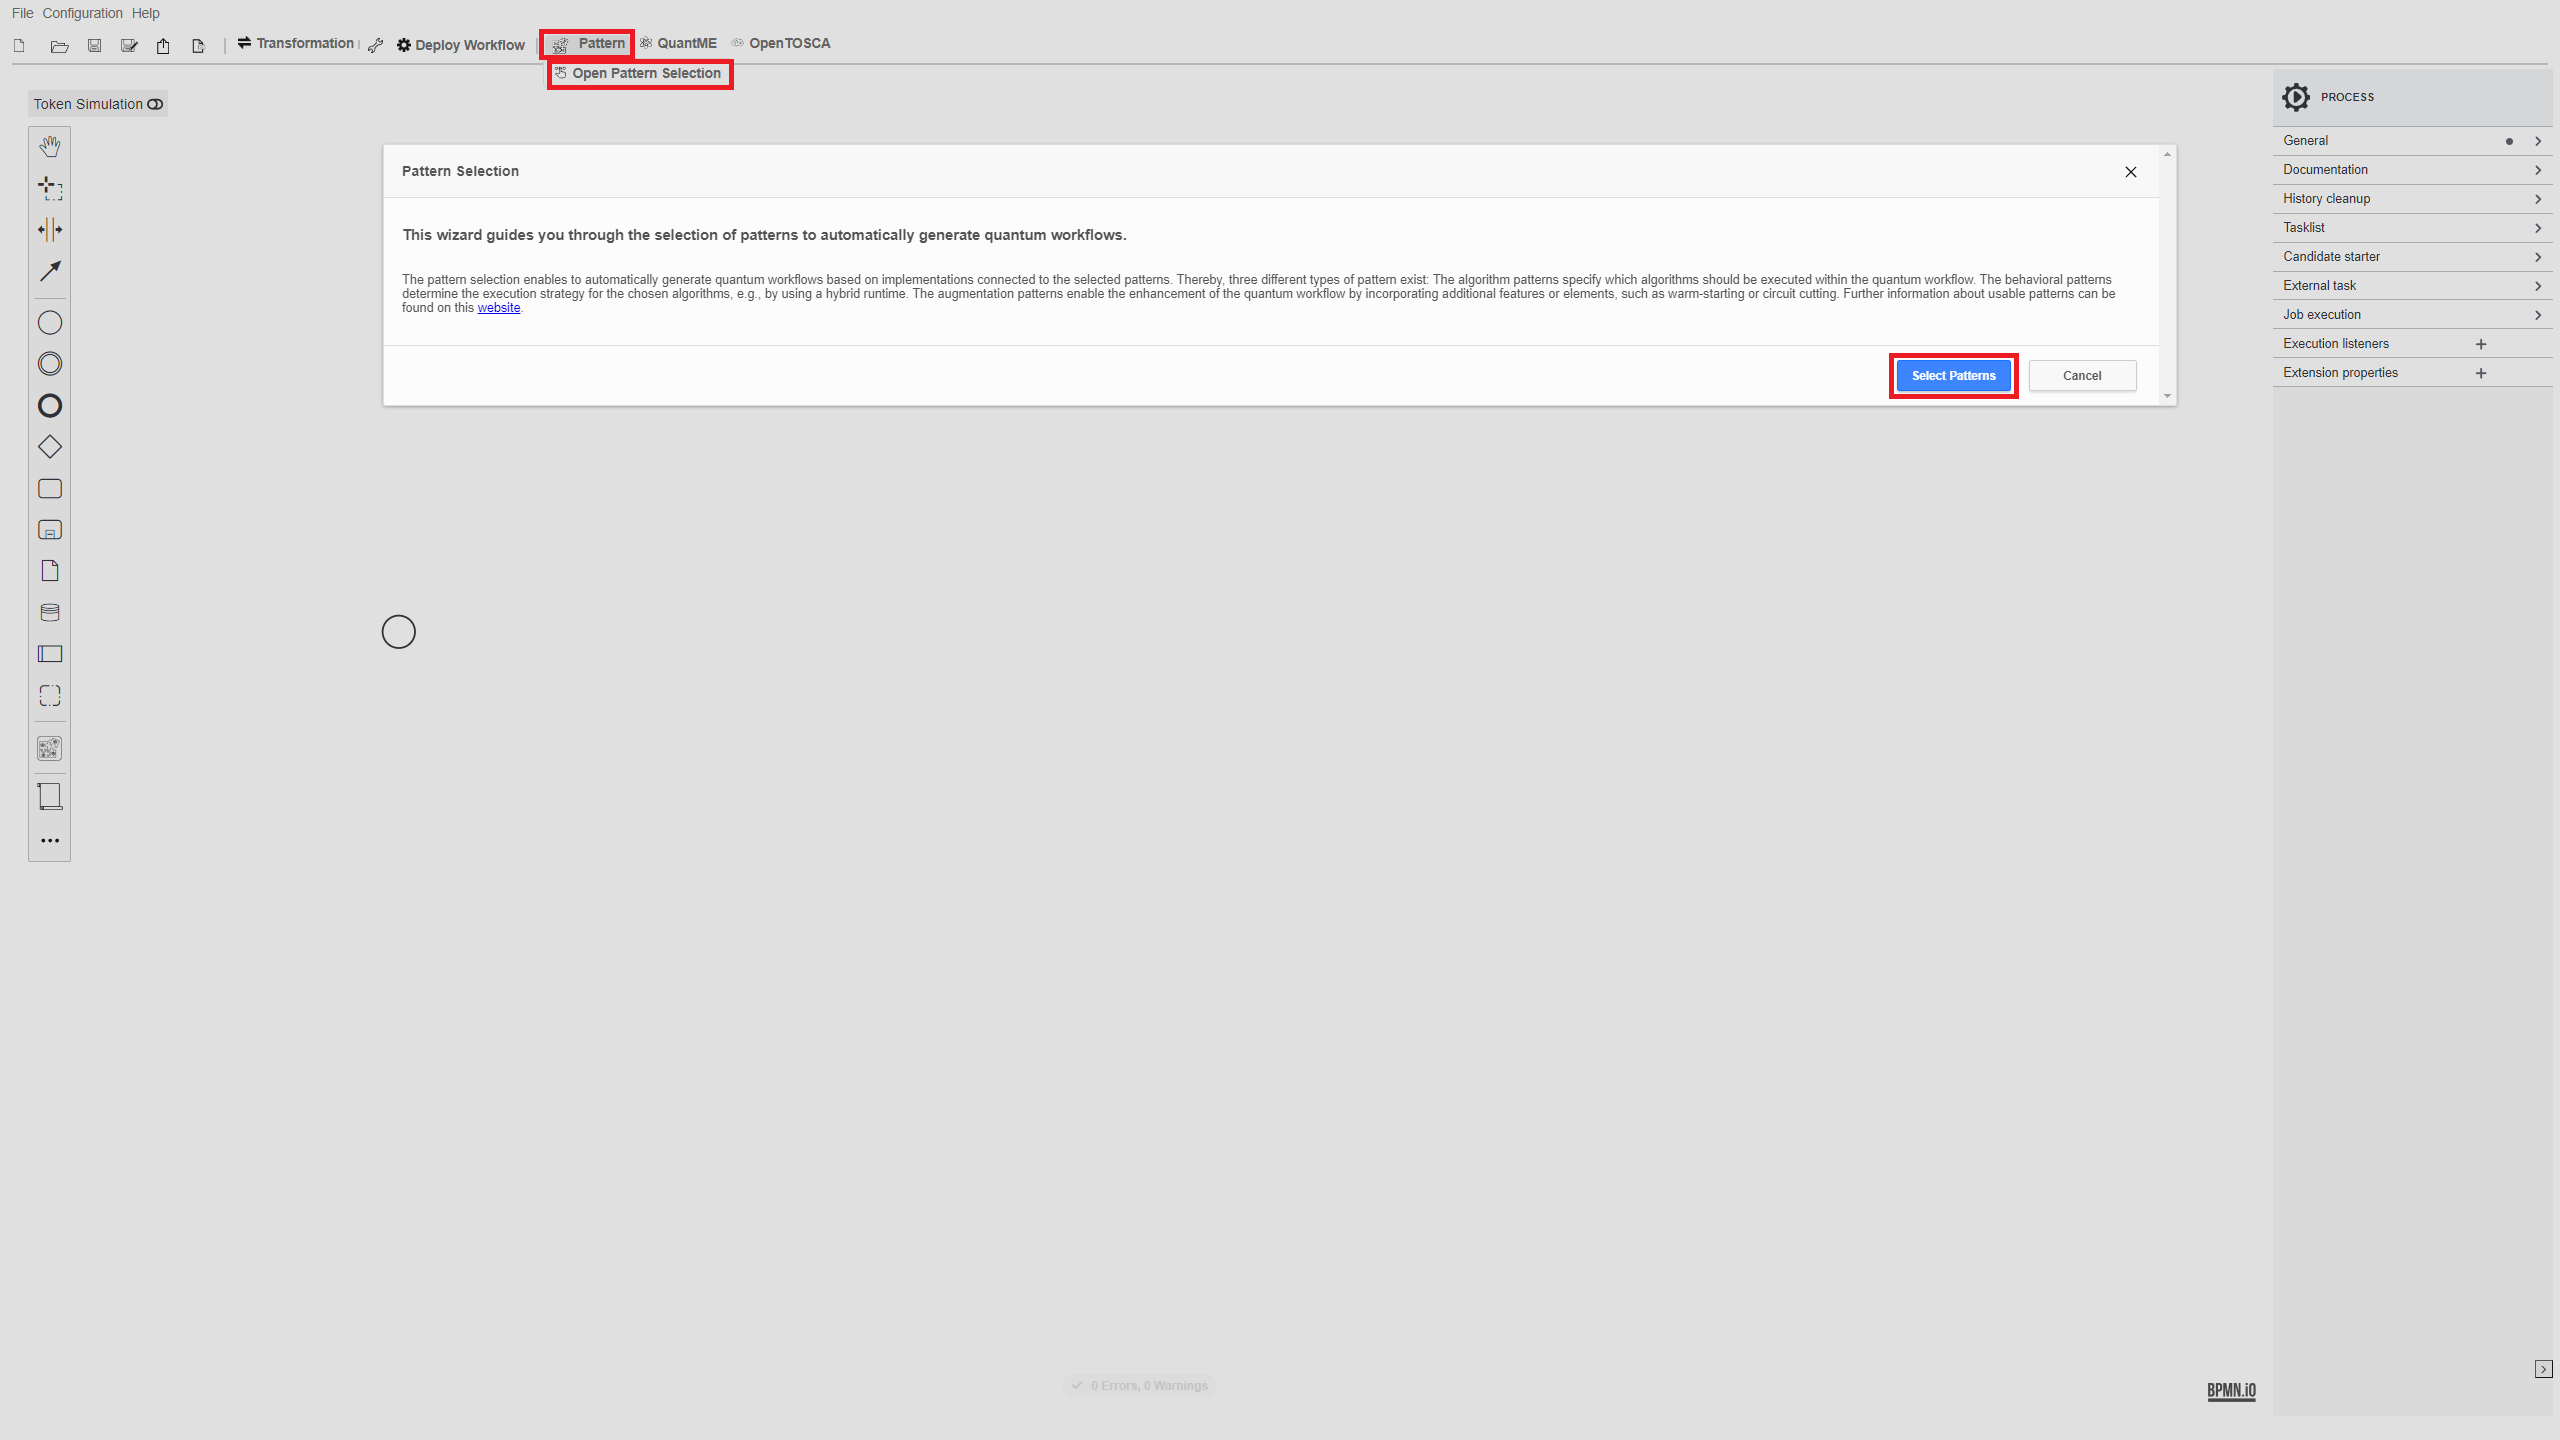 File Configuration Help
Transformation Deploy Workflow Pattern QuantME OpenTOSCA
Open Pattern Selection
Token Simulation
PROCESS
General
Documentation
History cleanup
Tasklist
Candidate starter
External task
Job execution
Execution listeners
Extension properties
Pattern Selection
This wizard guides you through the selection of patterns to automatically generate quantum workflows.
The pattern selection enables to automatically generate quantum workflows based on implementations connected to the selected patterns. Thereby, three different types of pattern exist: The algorithm patterns specify which algorithms should be executed within the quantum workflow. The behavioral patterns
determine the execution strategy for the chosen algorithms, e.g., by using a hybrid runtime. The augmentation patterns enable the enhancement of the quantum workflow by incorporating additional features or elements, such as warm-starting or circuit cutting. Further information about usable patterns can be
found on this website.
Select Patterns Cancel
0 Errors, 0 Warnings
BPMN.iO